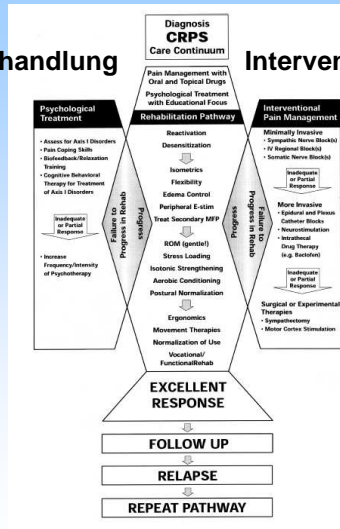 Diagnosis
CRPS
Care Continuum
handlung
Interven
Pain Management with
Oral and Topical Drugs
Psychological Treatment
with Educational Focus
Psychological
Treatment
• Assess for Axis I Disorders
• Pain Coping Skills
• Biofeedback/Relaxation
Training
• Cognitive Behavioral
Therapy for Treatment
of Axis I Disorders
Inadequate
or Partial
Response
• Increase
Frequency/Intensity
of Psychotherapy
Failure to
Progress in Rehab
Progress
Rehabilitation Pathway
Reactivation
Desensitization
Isometrics
Flexibility
Edema Control
Peripheral E-stim
Treat Secondary MFP
ROM (gentle!)
Stress Loading
Isotonic Strengthening
Aerobic Conditioning
Postural Normalization
Ergonomics
Movement Therapies
Normalization of Use
Vocational/
FunctionalRehab
Progress
Failure to
Progress in Rehab
Interventional
Pain Management
Minimally Invasive
• Sympathic Nerve Block(s)
• IV Regional Block(s)
• Somatic Nerve Block(s)
Inadequate
or Partial
Response
More Invasive
• Epidural and Plexus
Catheter Blocks
• Neurostimulation
• Intrathecal
Drug Therapy
(e.g. Baclofen)
Inadequate
or Partial
Response
Surgical or Experimental
Therapies
• Sympathectomy
• Motor Cortex Stimulation
EXCELLENT
RESPONSE
FOLLOW UP
RELAPSE
REPEAT PATHWAY